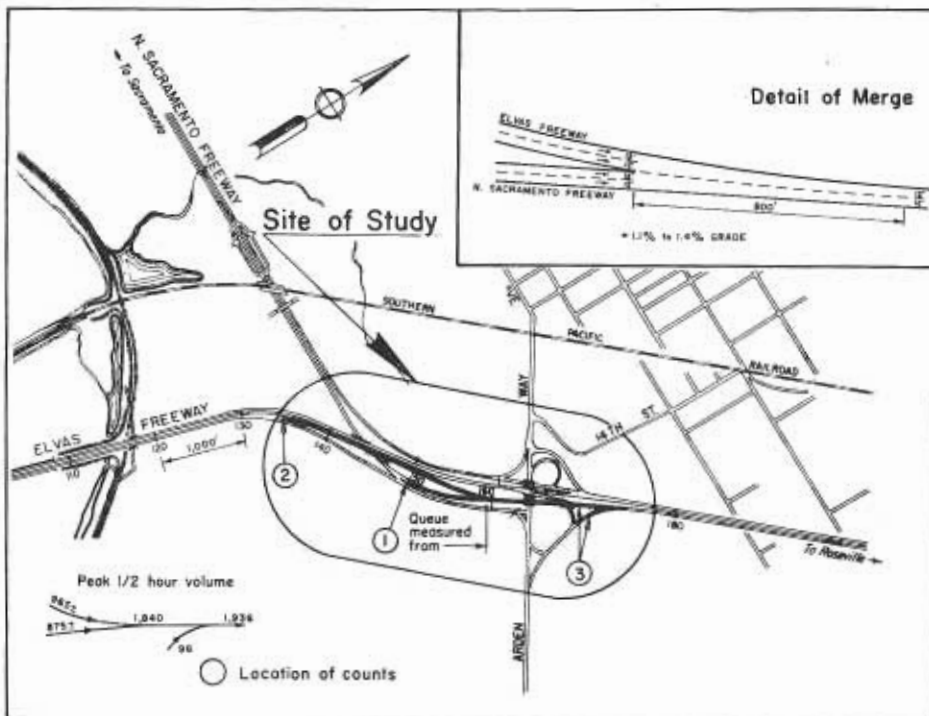 N. SACRAMENTO FREEWAY
To Sacramento
Detail of Merge
ELVAS FREEWAY
N. SACRAMENTO FREEWAY
800'
* 1.1% to 1.4% GRADE
Site of Study
SOUTHERN
PACIFIC
RAILROAD
WAY
14TH ST.
ELVAS FREEWAY
110
120
130
140
1,000'
160
180
2
1
3
Queue
measured
from
To Roseville
ARDEN
Peak 1/2 hour volume
965±
875±
1,840
1,936
96
Location of counts